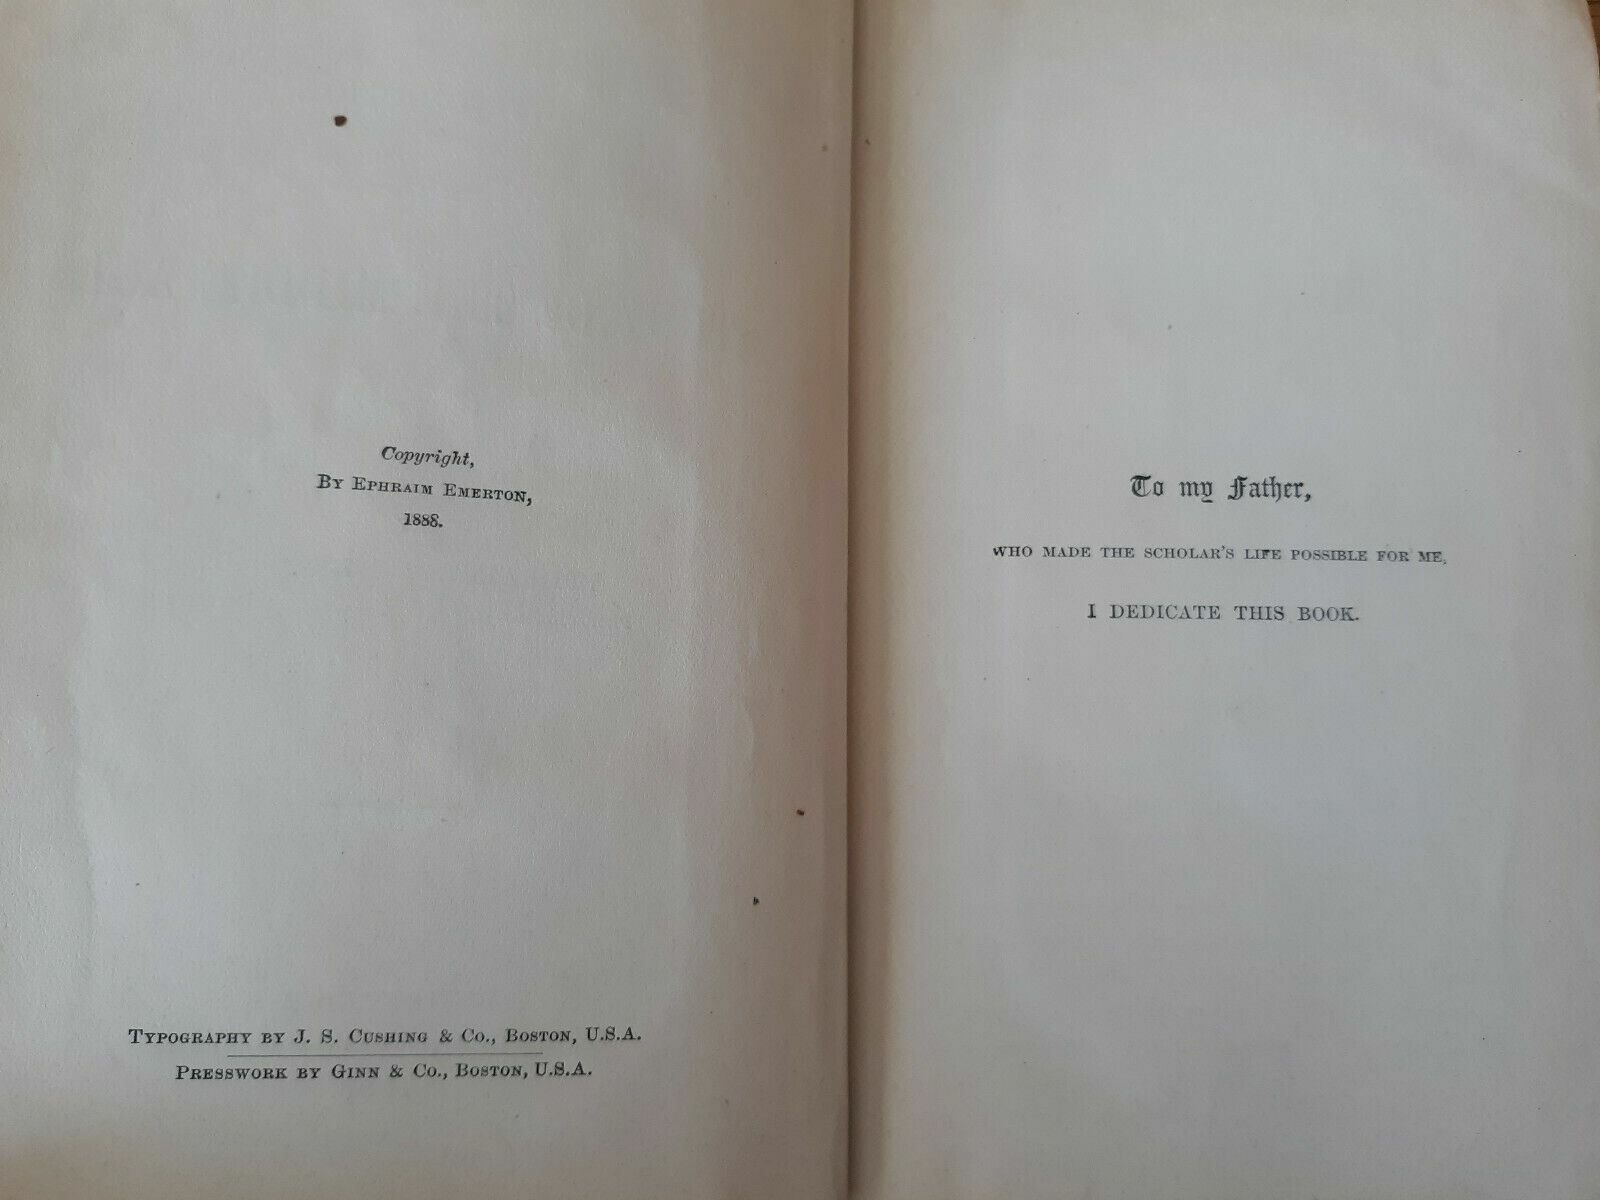 Copyright,
By Ephraim Emerton,
1888.
Typography by J. S. Cushing & Co., Boston, U.S.A.
Presswork by Ginn & Co., Boston, U.S.A.
To my Father,
WHO MADE THE SCHOLAR'S LIFE POSSIBLE FOR ME,
I DEDICATE THIS BOOK.